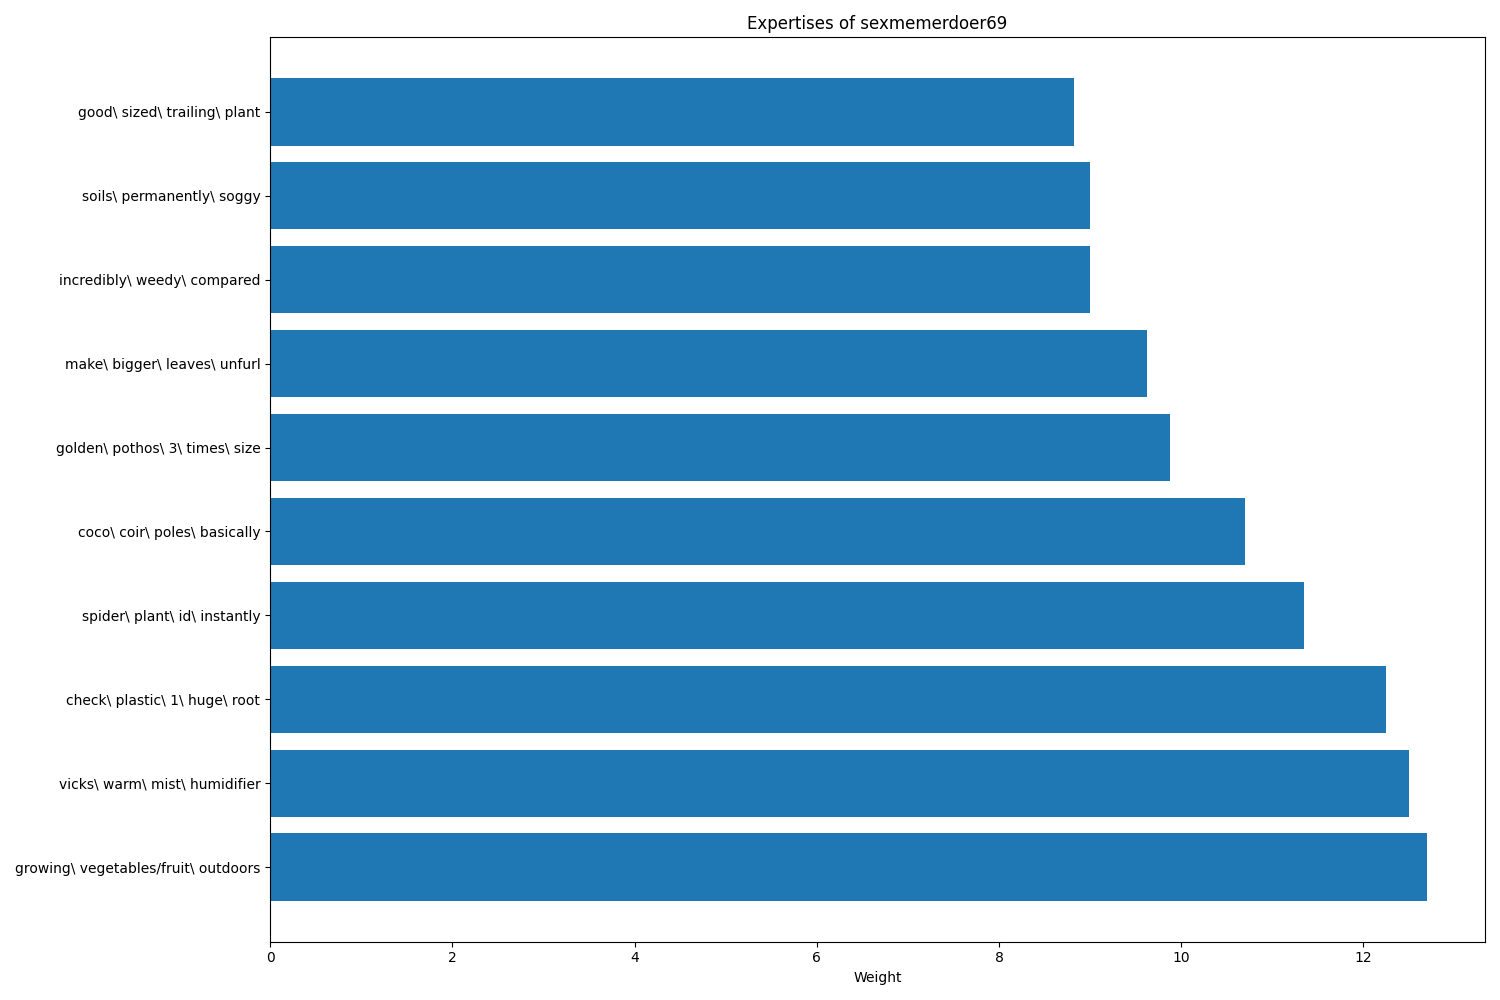 Expertises of sexmemerdoer69
good\ sized\ trailing\ plant
soils\ permanently\ soggy
incredibly\ weedy\ compared
make\ bigger\ leaves\ unfurl
golden\ pothos\ 3\ times\ size
coco\ coir\ poles\ basically
spider\ plant\ id\ instantly
check\ plastic\ 1\ huge\ root
vicks\ warm\ mist\ humidifier
growing\ vegetables/fruit\ outdoors
0 2 4 6 8 10 12
Weight